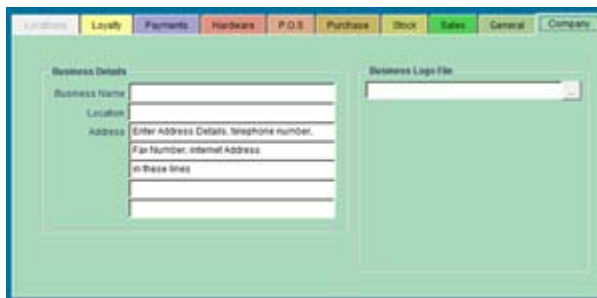 Locations Loyalty Payments Hardware P.O.S. Purchase Stock Sales General Company
Business Details
Business Name
Location
Address Enter Address Details, telephone number,
Fax Number, Internet Address
in these lines
Business Logo File
...